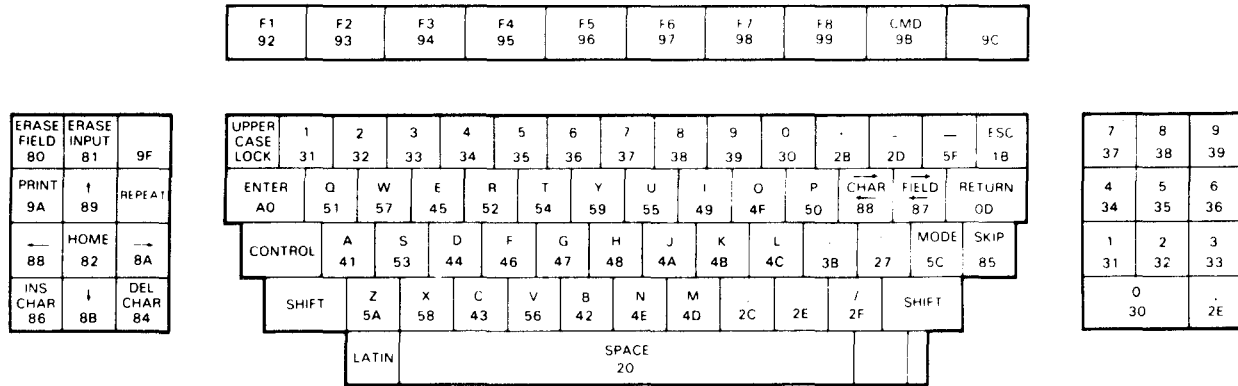 F1 F2 F3 F4 F5 F6 F7 F8 CMD
92 93 94 95 96 97 98 99 9B 9C
ERASE ERASE
FIELD INPUT
80 81 9F
PRINT ↑ REPEAT
9A 89
← HOME →
88 82 8A
INS ↓ DEL
CHAR CHAR
86 8B 84
UPPER
CASE
LOCK
1 2 3 4 5 6 7 8 9 0 - — ESC
31 32 33 34 35 36 37 38 39 30 2B 2D 5F 1B
ENTER Q W E R T Y U I O P CHAR FIELD RETURN
A0 51 57 45 52 54 59 55 49 4F 50 88 87 0D
CONTROL A S D F G H J K L MODE SKIP
41 53 44 46 47 48 4A 4B 4C 3B 27 5C 85
SHIFT Z X C V B N M / SHIFT
5A 58 43 56 42 4E 4D 2C 2E 2F
LATIN SPACE
20
7 8 9
37 38 39
4 5 6
34 35 36
1 2 3
31 32 33
0 .
30 2E